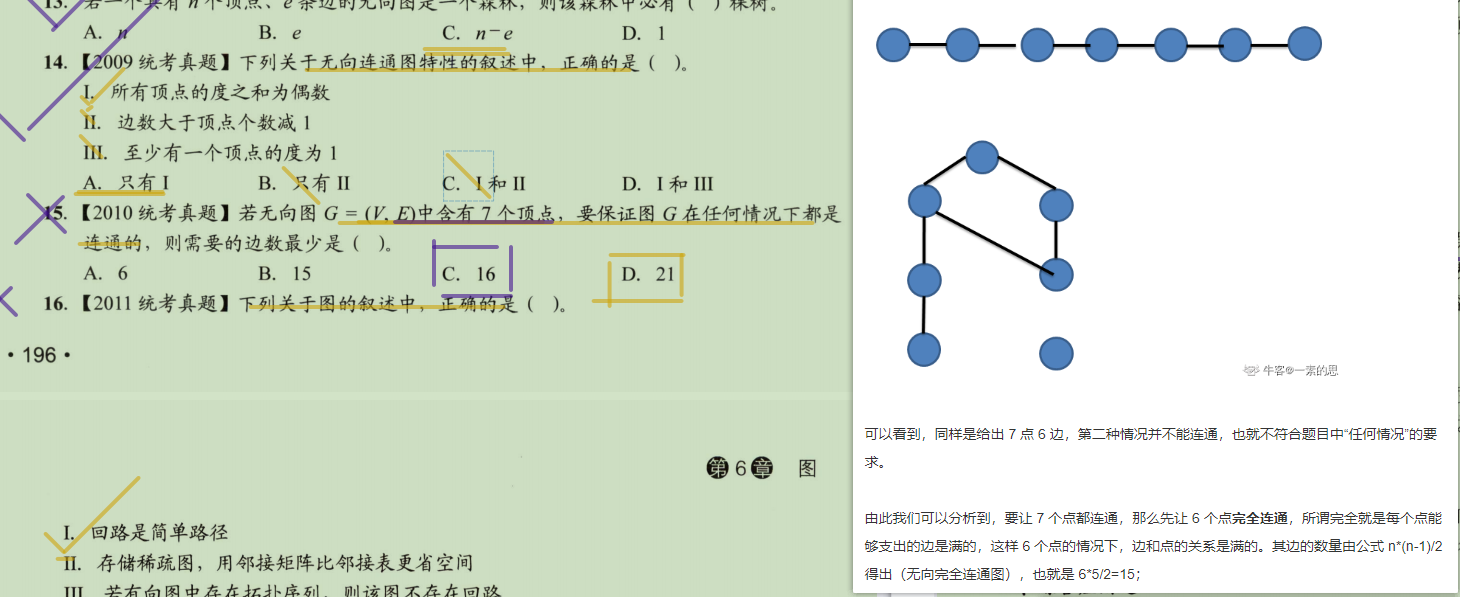 13. 若一个具有 n 个顶点、e 条边的无向图是一个森林，则该森林中必有（ ）棵树。
A. n B. e C. n-e D. 1
14. 【2009 统考真题】下列关于无向连通图特性的叙述中，正确的是（ ）。
I. 所有顶点的度之和为偶数
II. 边数大于顶点个数减 1
III. 至少有一个顶点的度为 1
A. 只有 I B. 只有 II C. I 和 II D. I 和 III
15. 【2010 统考真题】若无向图 G = (V, E)中含有 7 个顶点，要保证图 G 在任何情况下都是
连通的，则需要的边数最少是（ ）。
A. 6 B. 15 C. 16 D. 21
16. 【2011 统考真题】下列关于图的叙述中，正确的是（ ）。
· 196 ·
第 6 章 图
I. 回路是简单路径
II. 存储稀疏图，用邻接矩阵比邻接表更省空间
III. 若有向图中存在拓扑序列，则该图不存在回路
牛客@一素的思
可以看到，同样是给出 7 点 6 边，第二种情况并不能连通，也就不符合题目中“任何情况”的要
求。
由此我们可以分析到，要让 7 个点都连通，那么先让 6 个点完全连通，所谓完全就是每个点能
够支出的边是满的，这样 6 个点的情况下，边和点的关系是满的。其边的数量由公式 n*(n-1)/2
得出（无向完全连通图），也就是 6*5/2=15；